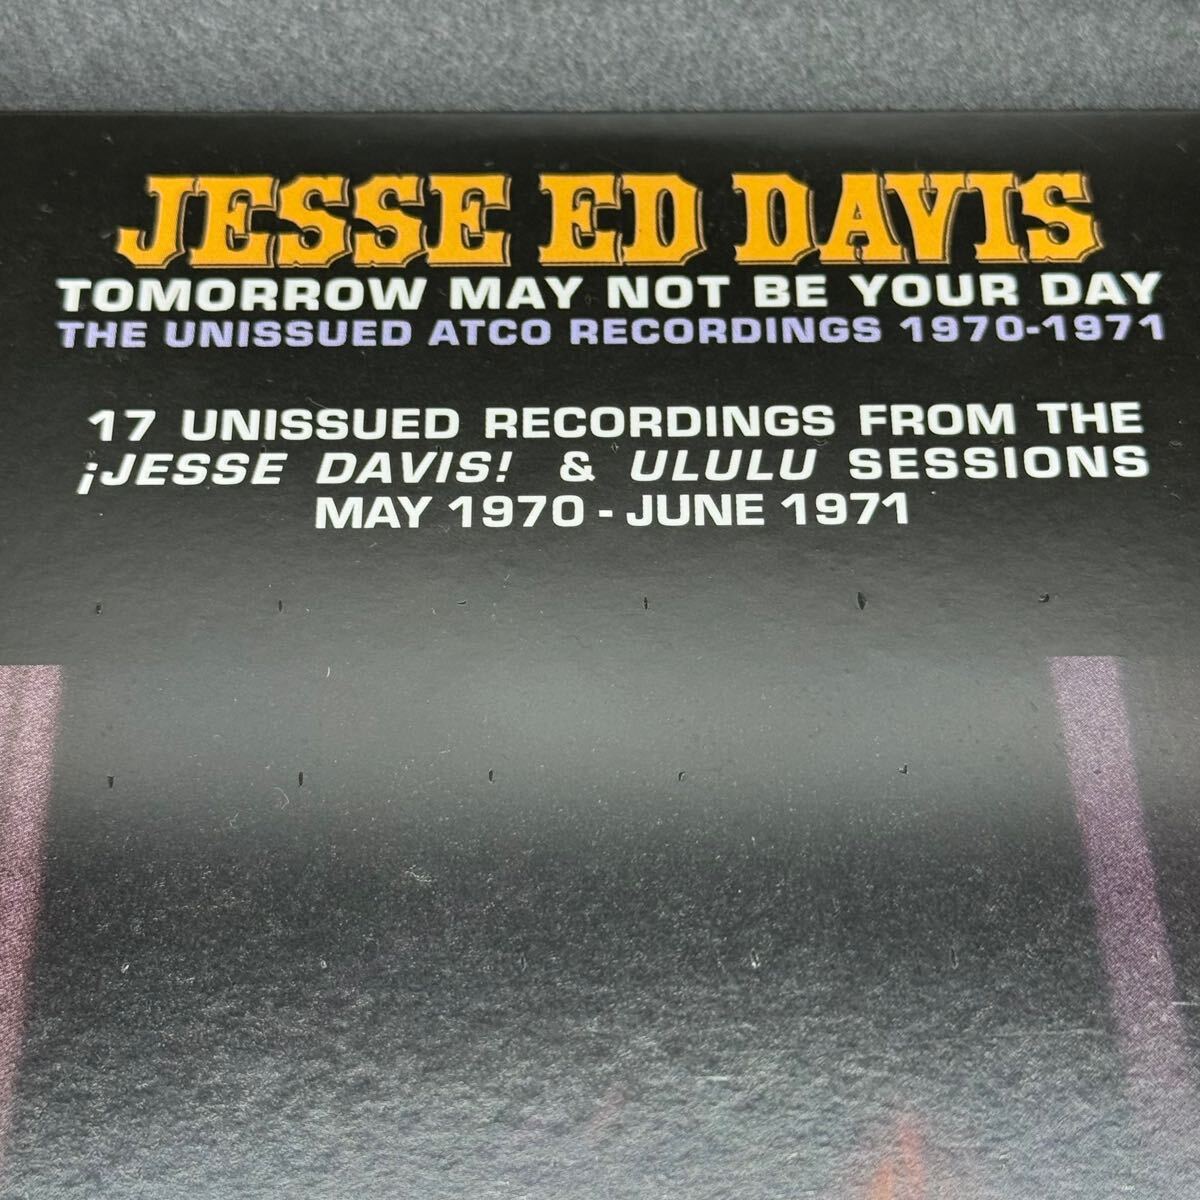 JESSE ED DAVIS
TOMORROW MAY NOT BE YOUR DAY
THE UNISSUED ATCO RECORDINGS 1970-1971
17 UNISSUED RECORDINGS FROM THE
¡JESSE DAVIS! & ULULU SESSIONS
MAY 1970 - JUNE 1971